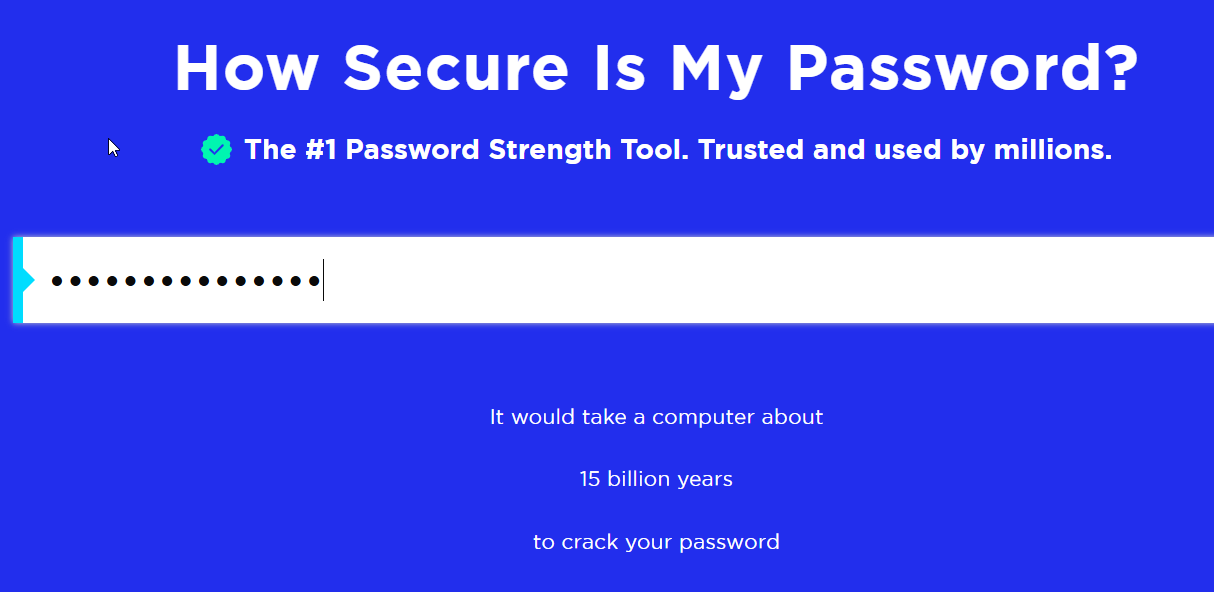 How Secure Is My Password?
The #1 Password Strength Tool. Trusted and used by millions.
•••••••••••••••
It would take a computer about
15 billion years
to crack your password